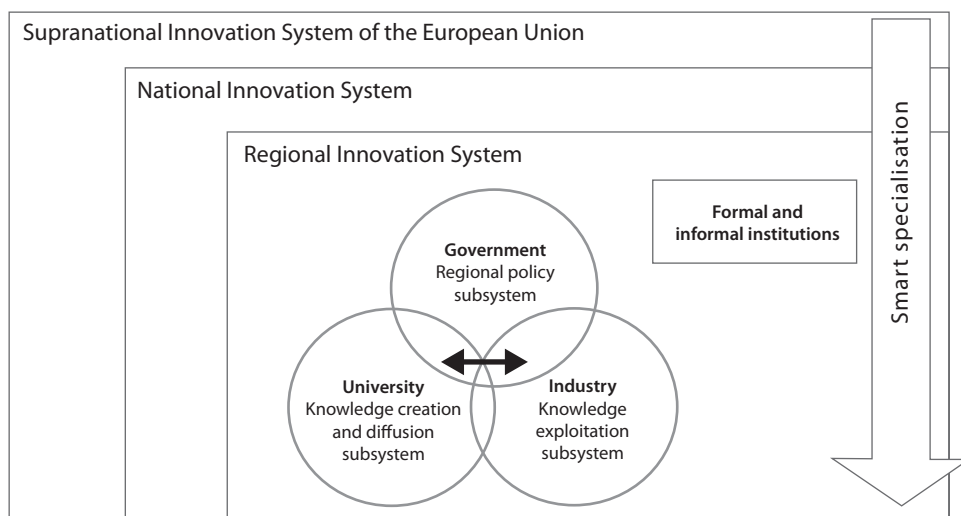 Supranational Innovation System of the European Union
National Innovation System
Regional Innovation System
Formal and
informal institutions
Government
Regional policy
subsystem
University
Knowledge creation
and diffusion
subsystem
Industry
Knowledge
exploitation
subsystem
Smart specialisation